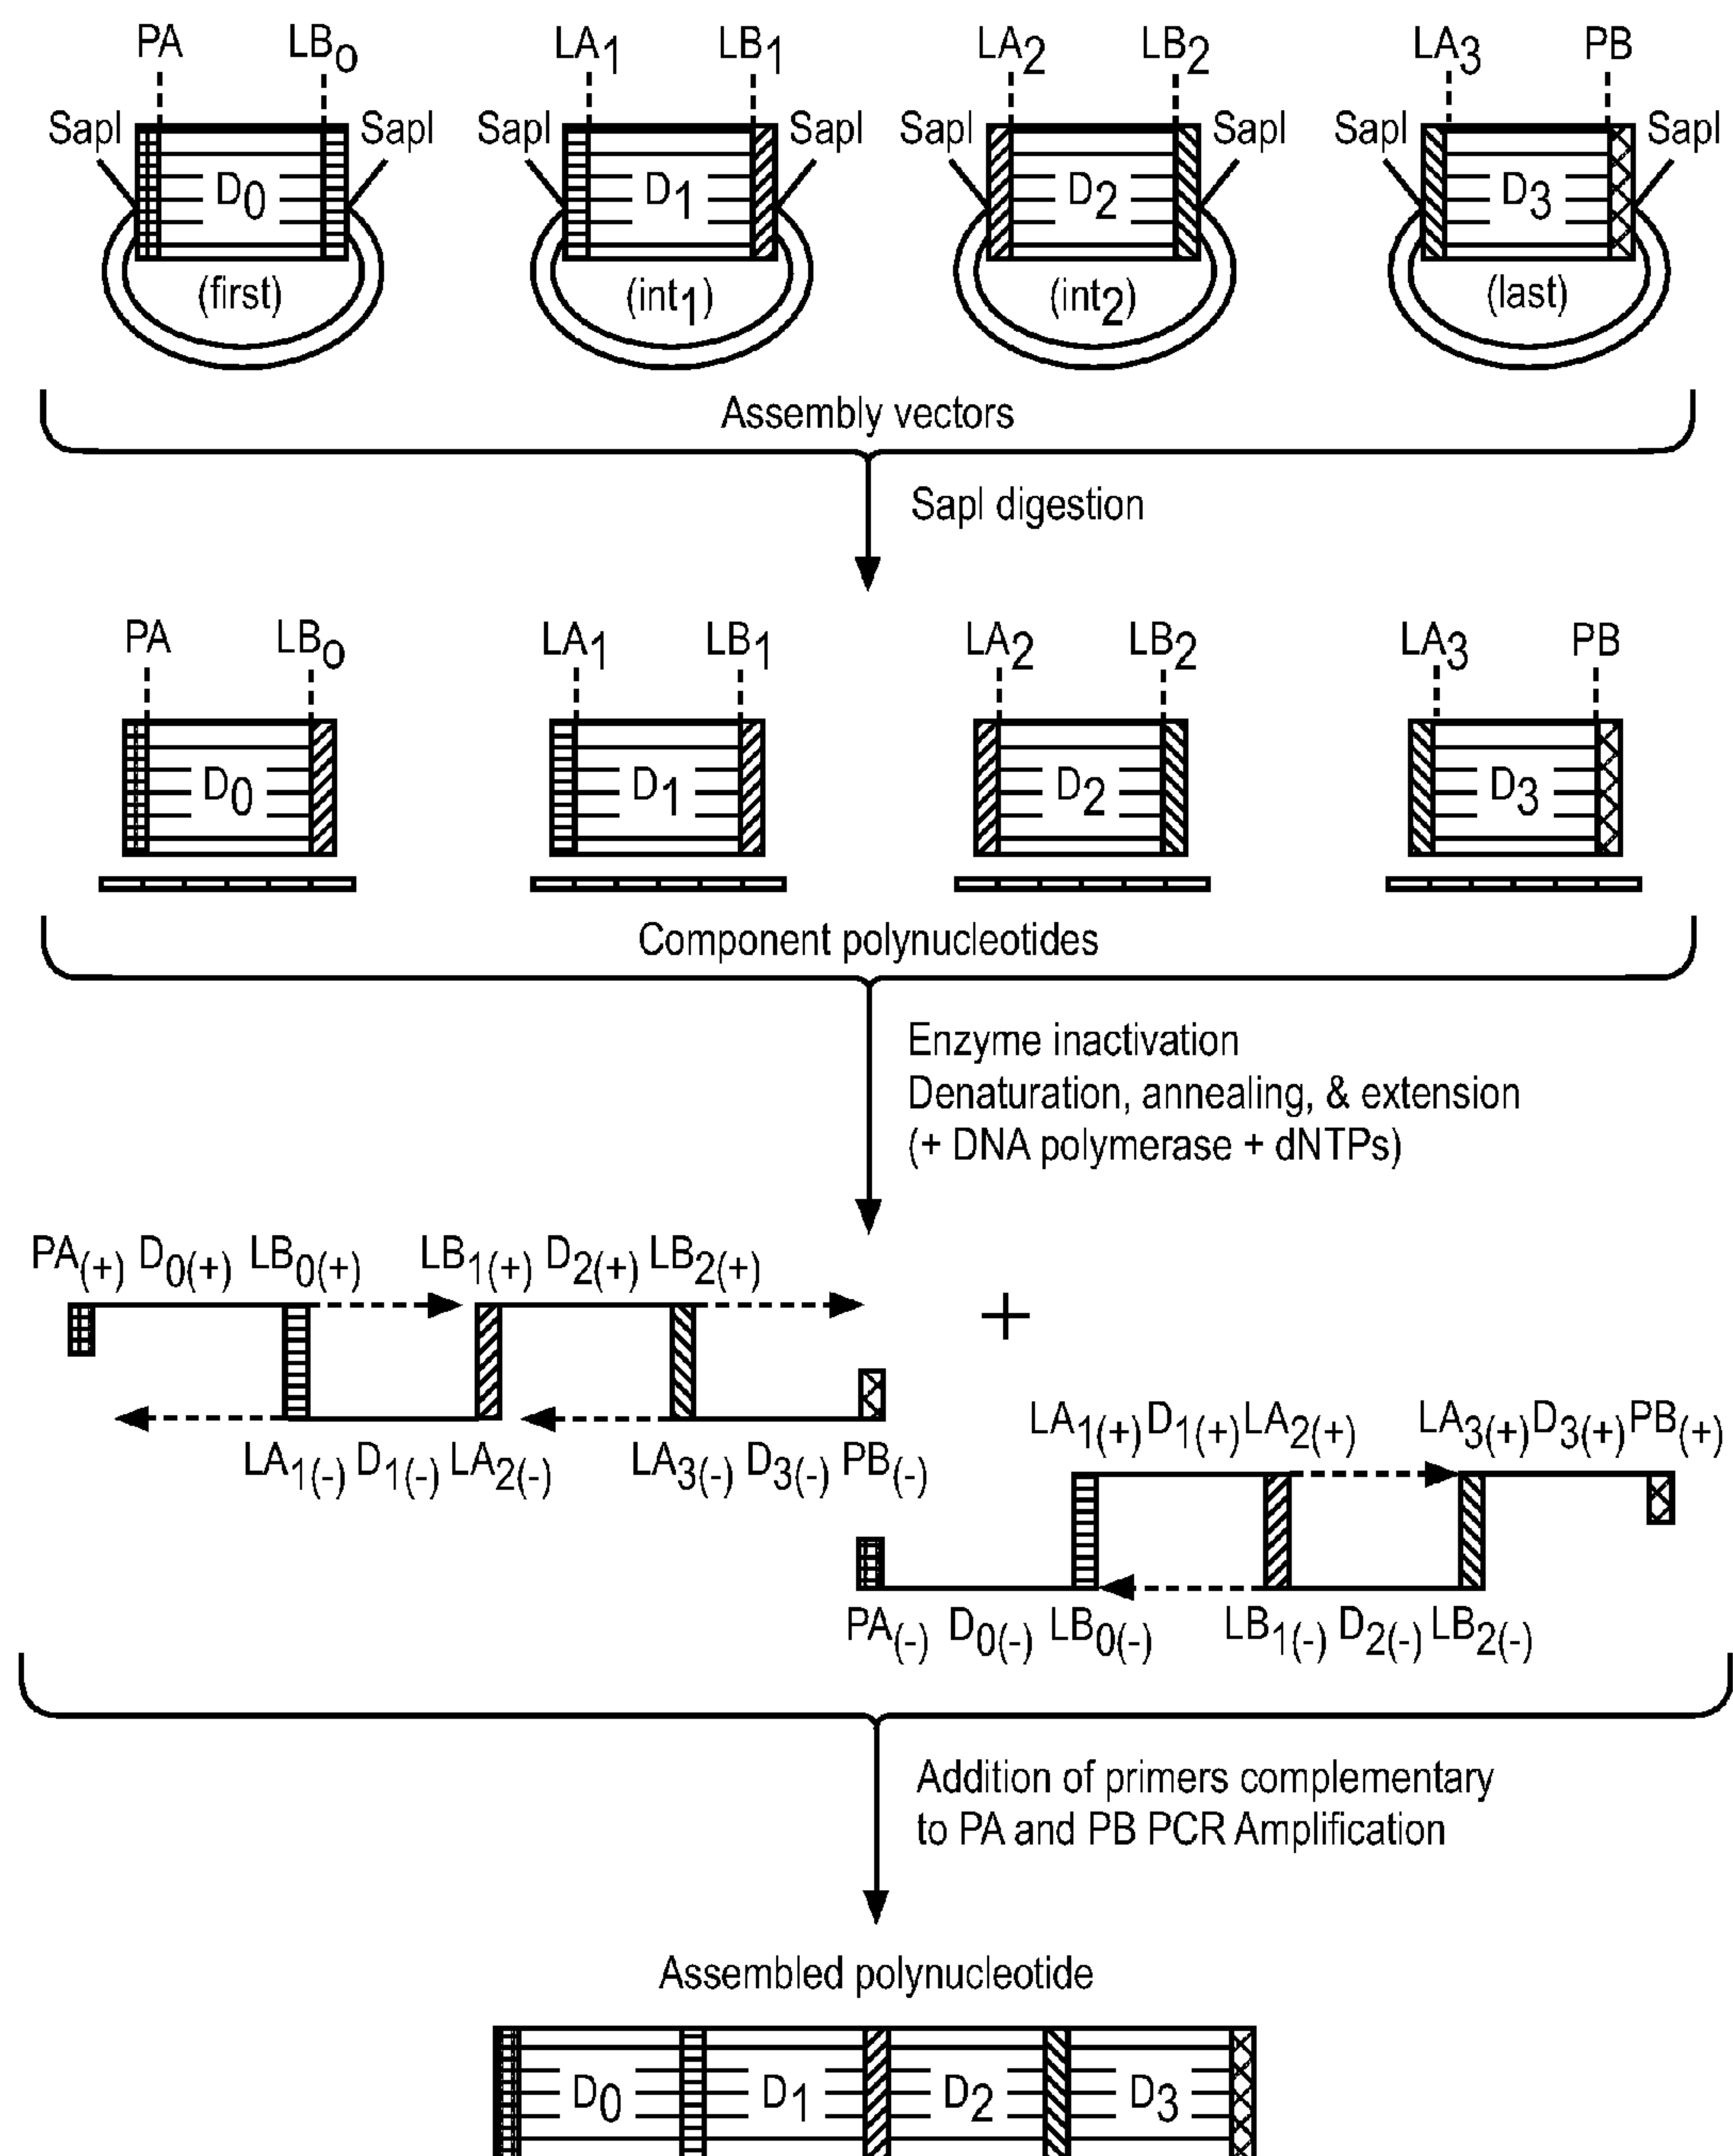 PA LB0 LA1 LB1 LA2 LB2 LA3 PB
SapI SapI SapI SapI SapI SapI SapI SapI
D0 D1 D2 D3
(first) (int1) (int2) (last)
Assembly vectors
SapI digestion
PA LB0 LA1 LB1 LA2 LB2 LA3 PB
D0 D1 D2 D3
Component polynucleotides
Enzyme inactivation
Denaturation, annealing, & extension
(+ DNA polymerase + dNTPs)
PA(+) D0(+) LB0(+) LB1(+) D2(+) LB2(+)
+
LA1(-) D1(-) LA2(-) LA3(-) D3(-) PB(-)
LA1(+) D1(+) LA2(+) LA3(+) D3(+) PB(+)
PA(-) D0(-) LB0(-) LB1(-) D2(-) LB2(-)
Addition of primers complementary
to PA and PB PCR Amplification
Assembled polynucleotide
D0 D1 D2 D3